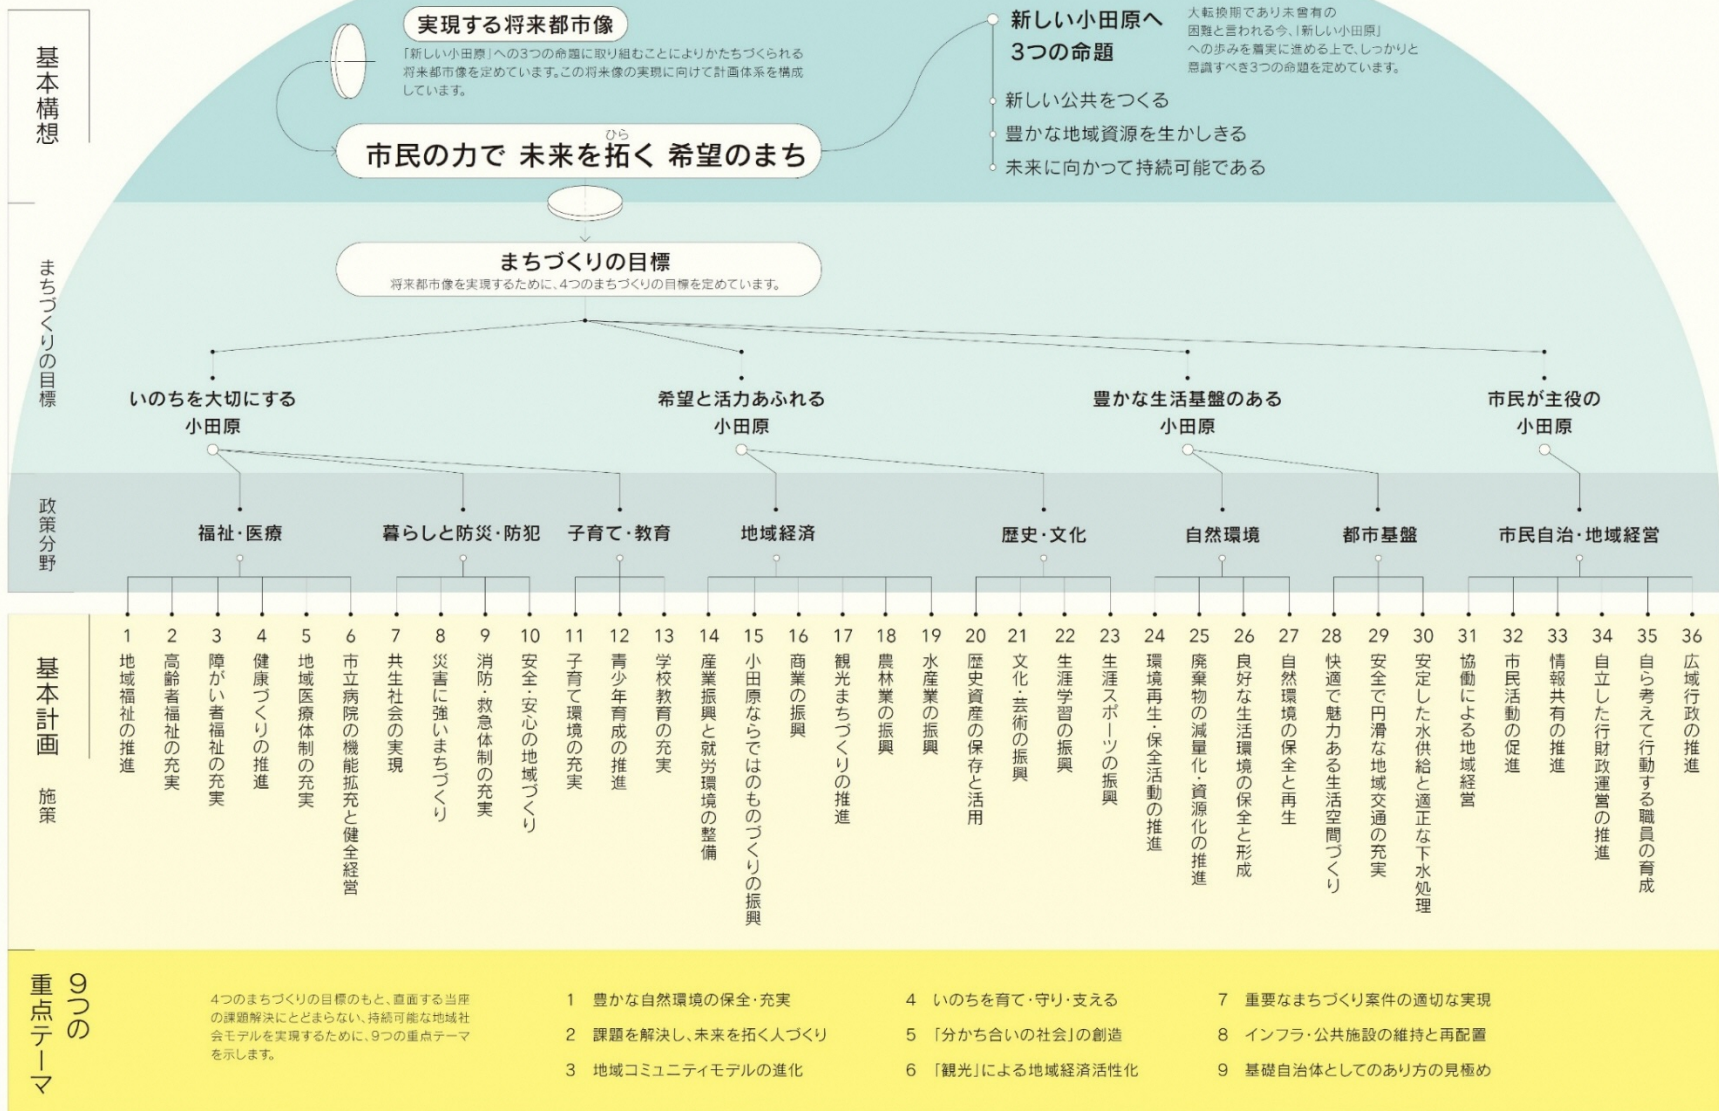 基本構想
実現する将来都市像
「新しい小田原」への3つの命題に取り組むことによりかたちづくられる
将来都市像を定めています。この将来像の実現に向けて計画体系を構成
しています。
ひら
市民の力で 未来を拓く 希望のまち
新しい小田原へ
3つの命題
大転換期であり未曾有の
困難と言われる今、「新しい小田原」
への歩みを着実に進める上で、しっかりと
意識すべき3つの命題を定めています。
新しい公共をつくる
豊かな地域資源を生かしきる
未来に向かって持続可能である
まちづくりの目標
まちづくりの目標
将来都市像を実現するために、4つのまちづくりの目標を定めています。
いのちを大切にする
小田原
希望と活力あふれる
小田原
豊かな生活基盤のある
小田原
市民が主役の
小田原
政策分野
福祉・医療
暮らしと防災・防犯
子育て・教育
地域経済
歴史・文化
自然環境
都市基盤
市民自治・地域経営
基本計画 施策
1 地域福祉の推進
2 高齢者福祉の充実
3 障がい者福祉の充実
4 健康づくりの推進
5 地域医療体制の充実
6 市立病院の機能拡充と健全経営
7 共生社会の実現
8 災害に強いまちづくり
9 消防・救急体制の充実
10 安全・安心の地域づくり
11 子育て環境の充実
12 青少年育成の推進
13 学校教育の充実
14 産業振興と就労環境の整備
15 小田原ならではのものづくりの振興
16 商業の振興
17 観光まちづくりの推進
18 農林業の振興
19 水産業の振興
20 歴史資産の保存と活用
21 文化・芸術の振興
22 生涯学習の振興
23 生涯スポーツの振興
24 環境再生・保全活動の推進
25 廃棄物の減量化・資源化の推進
26 良好な生活環境の保全と形成
27 自然環境の保全と再生
28 快適で魅力ある生活空間づくり
29 安全で円滑な地域交通の充実
30 安定した水供給と適正な下水処理
31 協働による地域経営
32 市民活動の促進
33 情報共有の推進
34 自立した行財政運営の推進
35 自ら考えて行動する職員の育成
36 広域行政の推進
9つの
重点テーマ
4つのまちづくりの目標のもと、直面する当座
の課題解決にとどまらない、持続可能な地域社
会モデルを実現するために、9つの重点テーマ
を示します。
1 豊かな自然環境の保全・充実
2 課題を解決し、未来を拓く人づくり
3 地域コミュニティモデルの進化
4 いのちを育て・守り・支える
5 「分かち合いの社会」の創造
6 「観光」による地域経済活性化
7 重要なまちづくり案件の適切な実現
8 インフラ・公共施設の維持と再配置
9 基礎自治体としてのあり方の見極め